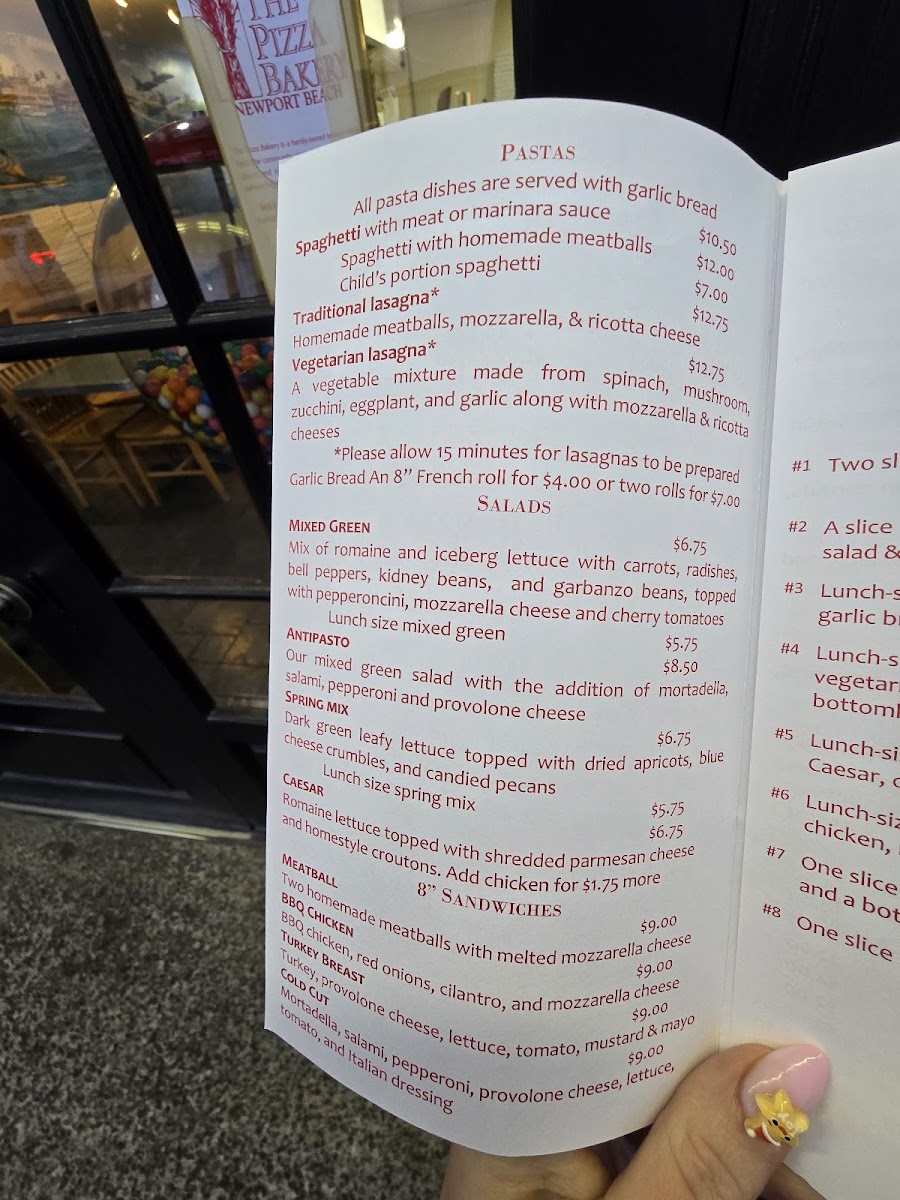 THE
PIZZA
BAKERY
NEWPORT BEACH
PASTAS
All pasta dishes are served with garlic bread
Spaghetti with meat or marinara sauce $10.50
Spaghetti with homemade meatballs $12.00
Child's portion spaghetti $7.00
Traditional lasagna* $12.75
Homemade meatballs, mozzarella, & ricotta cheese
Vegetarian lasagna* $12.75
A vegetable mixture made from spinach, mushroom,
zucchini, eggplant, and garlic along with mozzarella & ricotta
cheeses
*Please allow 15 minutes for lasagnas to be prepared
Garlic Bread An 8” French roll for $4.00 or two rolls for $7.00
SALADS
MIXED GREEN $6.75
Mix of romaine and iceberg lettuce with carrots, radishes,
bell peppers, kidney beans, and garbanzo beans, topped
with pepperoncini, mozzarella cheese and cherry tomatoes
Lunch size mixed green $5.75
ANTIPASTO $8.50
Our mixed green salad with the addition of mortadella,
salami, pepperoni and provolone cheese
SPRING MIX $6.75
Dark green leafy lettuce topped with dried apricots, blue
cheese crumbles, and candied pecans
Lunch size spring mix $5.75
CAESAR $6.75
Romaine lettuce topped with shredded parmesan cheese
and homestyle croutons. Add chicken for $1.75 more
8” SANDWICHES
MEATBALL $9.00
Two homemade meatballs with melted mozzarella cheese
BBQ CHICKEN $9.00
BBQ chicken, red onions, cilantro, and mozzarella cheese
TURKEY BREAST $9.00
Turkey, provolone cheese, lettuce, tomato, mustard & mayo
COLD CUT $9.00
Mortadella, salami, pepperoni, provolone cheese, lettuce,
tomato, and Italian dressing
#1 Two sl
#2 A slice
salad &
#3 Lunch-s
garlic b
#4 Lunch-s
vegetar
bottoml
#5 Lunch-si
Caesar,
#6 Lunch-siz
chicken,
#7 One slice
and a bot
#8 One slice